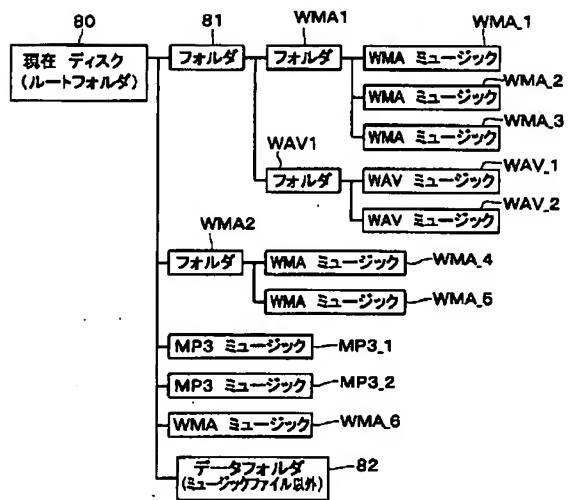 80
現在 ディスク
(ルートフォルダ)
81
フォルダ
WMA1
フォルダ
WMA_1
WMA ミュージック
WMA_2
WMA ミュージック
WMA_3
WMA ミュージック
WAV1
フォルダ
WAV_1
WAV ミュージック
WAV_2
WAV ミュージック
WMA2
フォルダ
WMA ミュージック
WMA_4
WMA ミュージック
WMA_5
MP3 ミュージック
MP3_1
MP3 ミュージック
MP3_2
WMA ミュージック
WMA_6
データフォルダ
(ミュージックファイル以外)
82